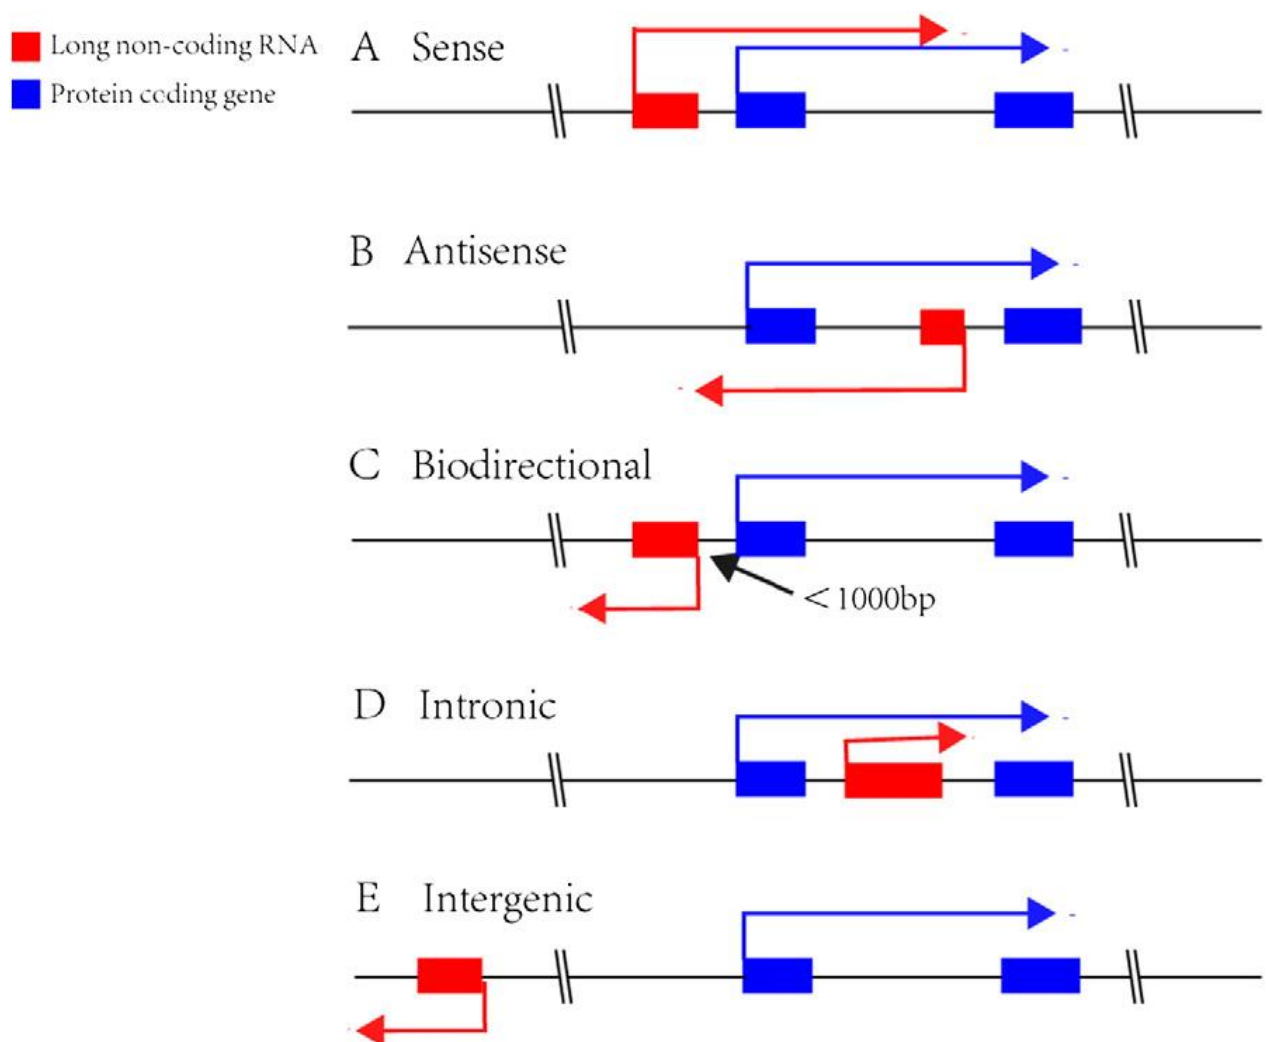 Long non-coding RNA
Protein coding gene
A Sense
B Antisense
C Biodirectional
<1000bp
D Intronic
E Intergenic